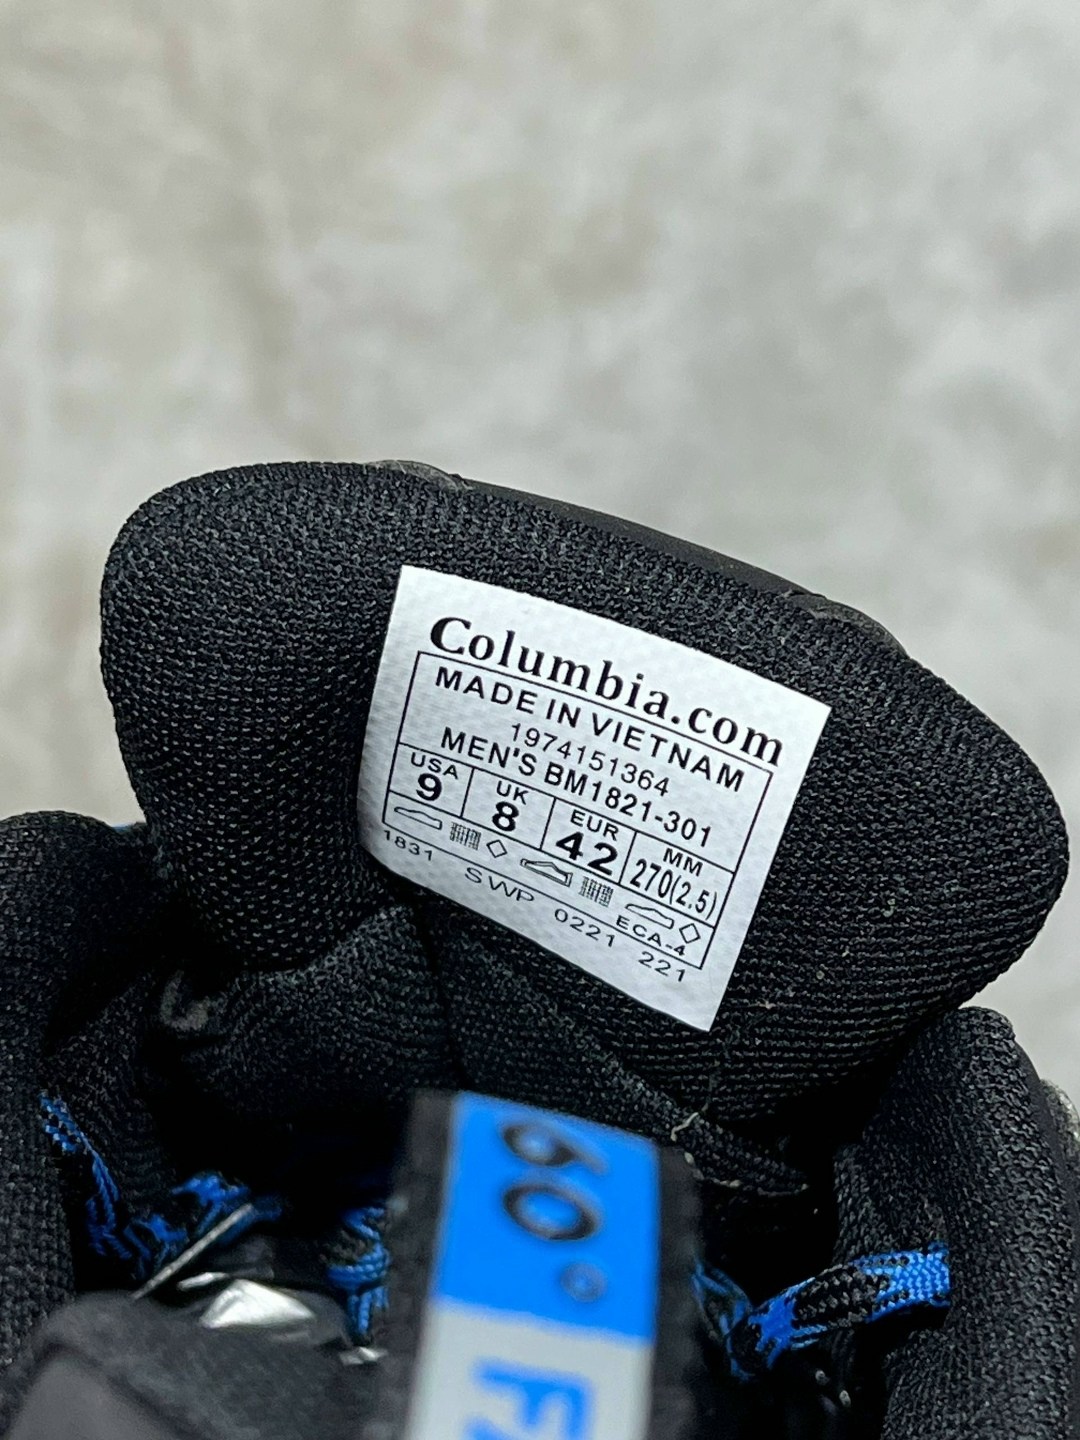 Columbia.com
MADE IN VIETNAM
1974151364
MEN'S BM1821-301
USA UK EUR MM
9 8 42 270(2.5)
ECA-4
1831 SWP 0221 221
60°